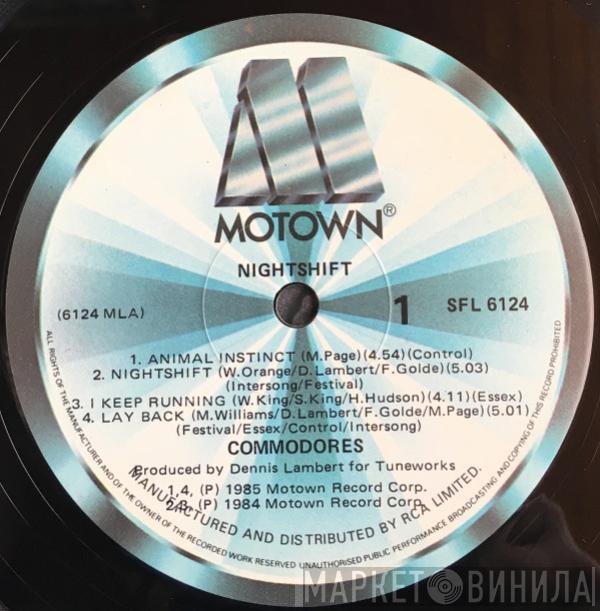 MOTOWN®
NIGHTSHIFT
(6124 MLA)
1
SFL 6124
1. ANIMAL INSTINCT (M.Page)(4.54)(Control)
2. NIGHTSHIFT (W.Orange/D.Lambert/F.Golde)(5.03)
(Intersong/Festival)
3. I KEEP RUNNING (W.King/S.King/H.Hudson)(4.11)(Essex)
4. LAY BACK (M.Williams/D.Lambert/F.Golde/M.Page)(5.01)
(Festival/Essex/Control/Intersong)
COMMODORES
Produced by Dennis Lambert for Tuneworks
1,4, (P) 1985 Motown Record Corp.
(P) 1984 Motown Record Corp.
MANUFACTURED AND DISTRIBUTED BY RCA LIMITED.
ALL RIGHTS OF THE MANUFACTURER AND OF THE OWNER OF THE RECORDED WORK RESERVED UNAUTHORISED PUBLIC PERFORMANCE BROADCASTING AND COPYING OF THIS RECORD PROHIBITED
МАРКЕТ ВИНИЛА